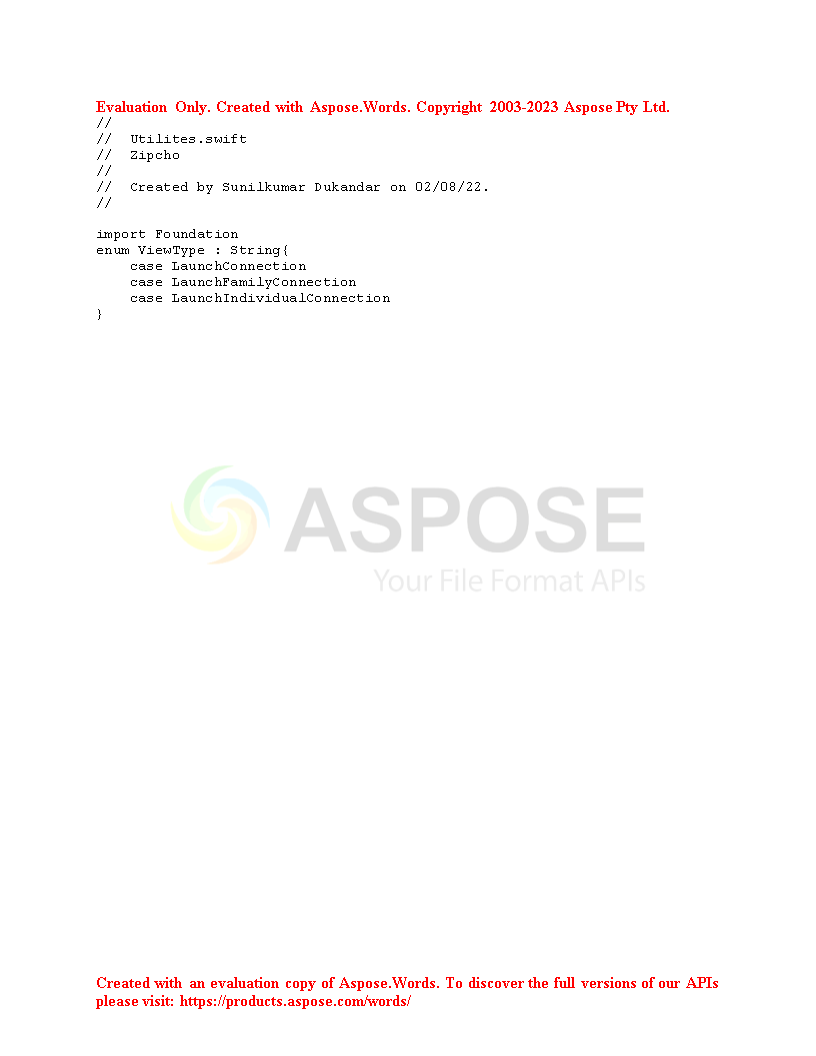 Evaluation Only. Created with Aspose.Words. Copyright 2003-2023 Aspose Pty Ltd.
//
//  Utilites.swift
//  Zipcho
//
//  Created by Sunilkumar Dukandar on 02/08/22.
//

import Foundation
enum ViewType : String{
    case LaunchConnection
    case LaunchFamilyConnection
    case LaunchIndividualConnection
}
ASPOSE
Your File Format APIs
Created with an evaluation copy of Aspose.Words. To discover the full versions of our APIs
please visit: https://products.aspose.com/words/